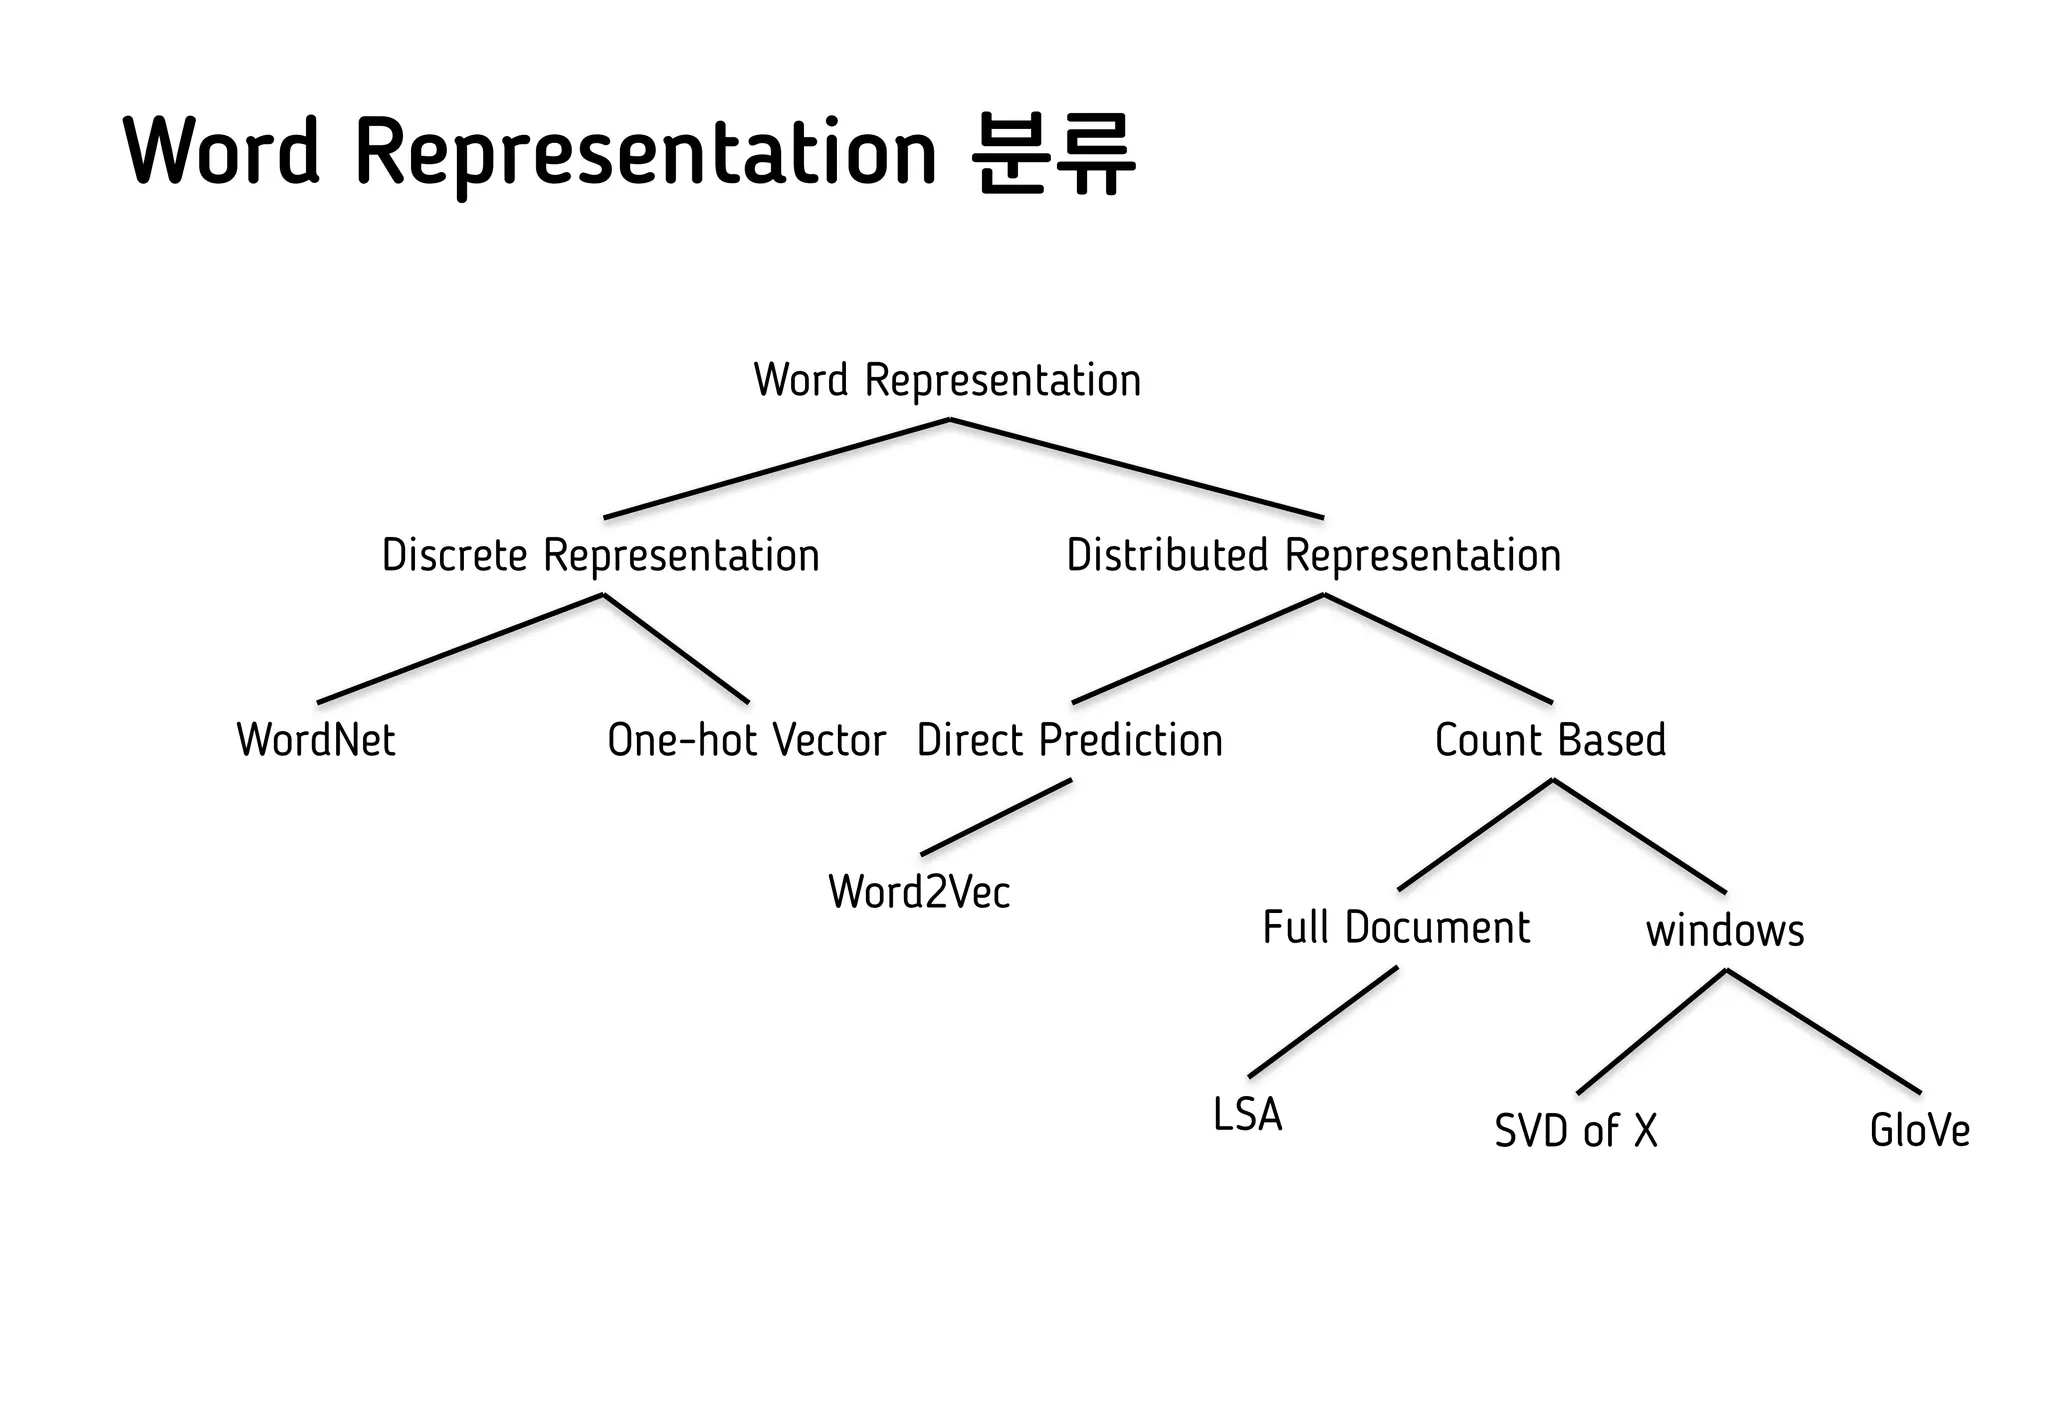 Word Representation 분류
Word Representation
Discrete Representation
Distributed Representation
WordNet
One-hot Vector
Direct Prediction
Count Based
Word2Vec
Full Document
windows
LSA
SVD of X
GloVe